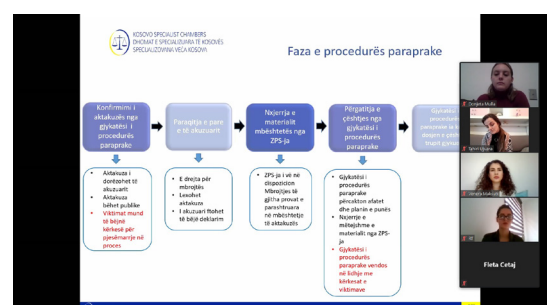 KOSOVO SPECIALIST CHAMBERS
DHOMAT E SPECIALIZUARA TË KOSOVËS
SPECIJALIZOVANA VEĆA KOSOVA
Faza e procedurës paraprake
Konfirmimi i
aktakuzës nga
gjykatësi i
procedurës
paraprake
Paraqitja e parë
e të akuzuarit
Nxjerrja e
materialit
mbështetës nga
ZPS-ja
Përgatitja e
çështjes nga
gjykatësi i
procedurës
paraprake
• Aktakuza i
dorëzohet të
akuzuarit
• Aktakuza
bëhet publike
• Viktimat mund
të bëjnë
kërkesë për
pjesëmarrje në
proces
• E drejta për
mbrojtës
• Lexohet
aktakuza
• I akuzuari ftohet
të bëjë deklarim
• ZPS-ja i vë në
dispozicion
Mbrojtjes të
gjitha provat e
parashtruara
në mbështetje
të aktakuzës
• Gjykatësi i
procedurës
paraprake
përcakton afatet
dhe planin e punës
• Nxjerrje e
mëtejshme e
materialit nga ZPS-
ja
• Gjykatësi i
procedurës
paraprake vendos
në lidhje me
kërkesat e
viktimave
Donjeta Mulla
Fleta Cetaj